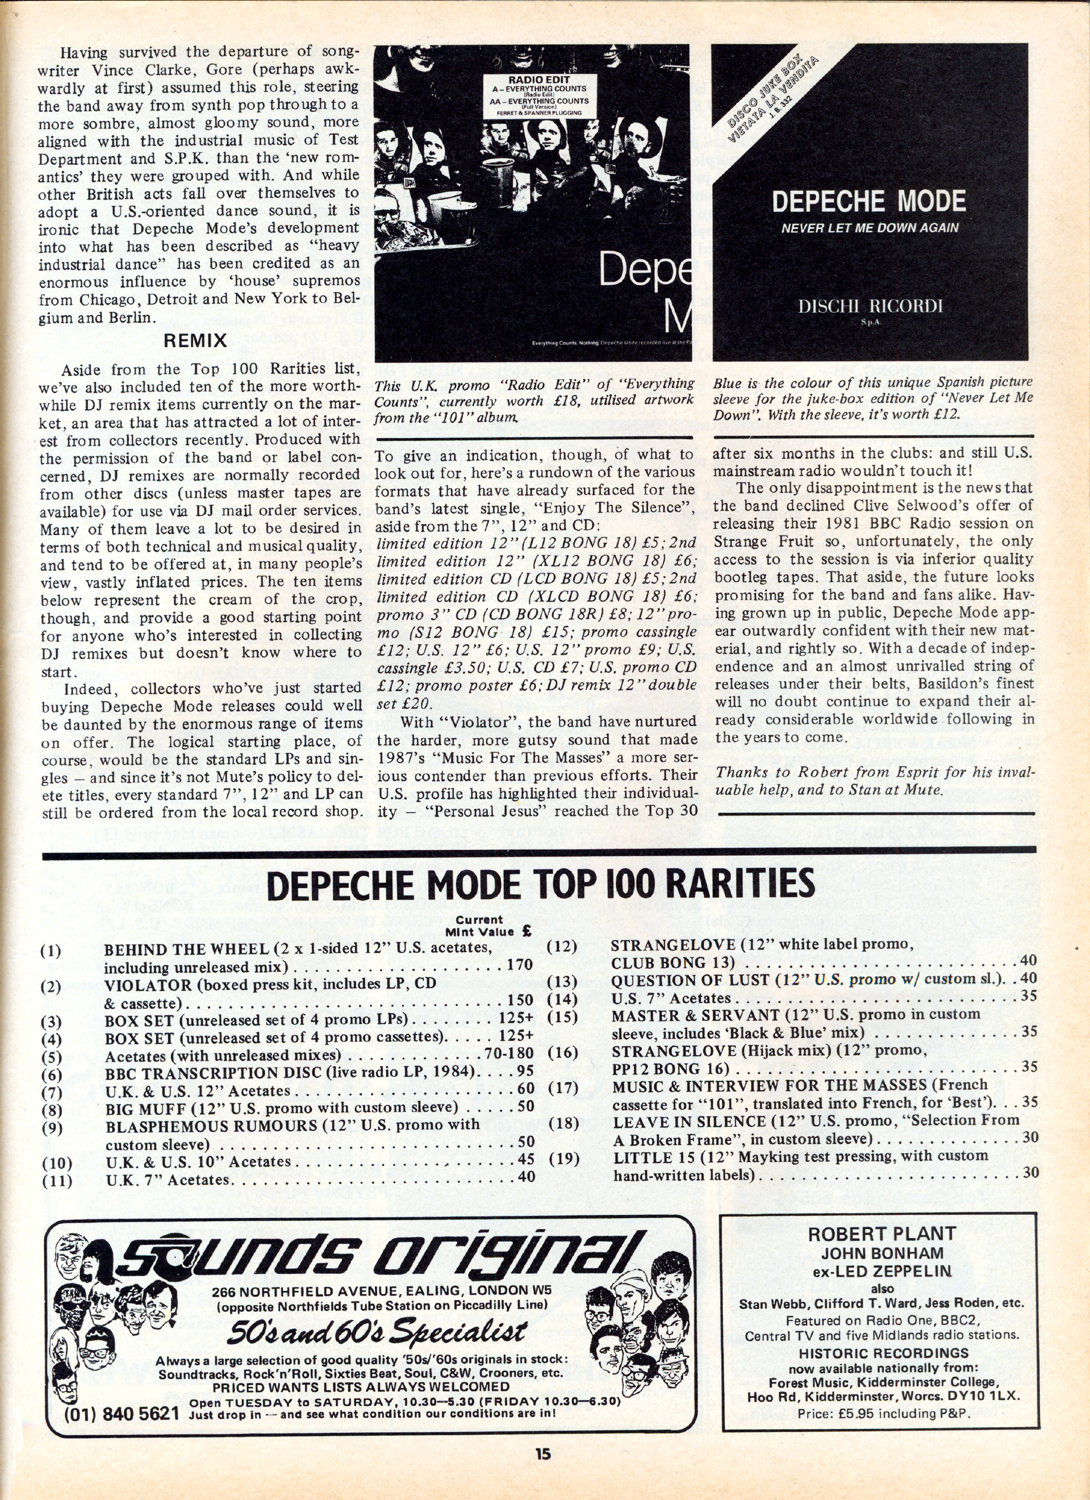 Having survived the departure of song-
writer Vince Clarke, Gore (perhaps awk-
wardly at first) assumed this role, steering
the band away from synth pop through to a
more sombre, almost gloomy sound, more
aligned with the industrial music of Test
Department and S.P.K. than the 'new rom-
antics' they were grouped with. And while
other British acts fall over themselves to
adopt a U.S.-oriented dance sound, it is
ironic that Depeche Mode's development
into what has been described as "heavy
industrial dance" has been credited as an
enormous influence by 'house' supremos
from Chicago, Detroit and New York to Bel-
gium and Berlin.
REMIX
Aside from the Top 100 Rarities list,
we've also included ten of the more worth-
while DJ remix items currently on the mar-
ket, an area that has attracted a lot of inter-
est from collectors recently. Produced with
the permission of the band or label con-
cerned, DJ remixes are normally recorded
from other discs (unless master tapes are
available) for use via DJ mail order services.
Many of them leave a lot to be desired in
terms of both technical and musical quality,
and tend to be offered at, in many people's
view, vastly inflated prices. The ten items
below represent the cream of the crop,
though, and provide a good starting point
for anyone who's interested in collecting
DJ remixes but doesn't know where to
start.
Indeed, collectors who've just started
buying Depeche Mode releases could well
be daunted by the enormous range of items
on offer. The logical starting place, of
course, would be the standard LPs and sin-
gles — and since it's not Mute's policy to del-
ete titles, every standard 7", 12" and LP can
still be ordered from the local record shop.
RADIO EDIT
A – EVERYTHING COUNTS
(Radio Edit)
AA – EVERYTHING COUNTS
(Full Version)
FERRET & SPANNER PLUGGING
Depe
M
Everything Counts. Nothing. Depeche Mode recorded live at the
This U.K. promo "Radio Edit" of "Everything
Counts", currently worth £18, utilised artwork
from the "101" album.
To give an indication, though, of what to
look out for, here's a rundown of the various
formats that have already surfaced for the
band's latest single, "Enjoy The Silence",
aside from the 7", 12" and CD:
limited edition 12" (L12 BONG 18) £5; 2nd
limited edition 12" (XL12 BONG 18) £6;
limited edition CD (LCD BONG 18) £5; 2nd
limited edition CD (XLCD BONG 18) £6;
promo 3" CD (CD BONG 18R) £8; 12" pro-
mo (S12 BONG 18) £15; promo cassingle
£12; U.S. 12" £6; U.S. 12" promo £9; U.S.
cassingle £3.50; U.S. CD £7; U.S. promo CD
£12; promo poster £6; DJ remix 12" double
set £20.
With "Violator", the band have nurtured
the harder, more gutsy sound that made
1987's "Music For The Masses" a more ser-
ious contender than previous efforts. Their
U.S. profile has highlighted their individual-
ity — "Personal Jesus" reached the Top 30
DISCO JUKE BOX
VIETATA LA VENDITA
J.B. 332
DEPECHE MODE
NEVER LET ME DOWN AGAIN
DISCHI RICORDI
S.p.A.
Blue is the colour of this unique Spanish picture
sleeve for the juke-box edition of "Never Let Me
Down". With the sleeve, it's worth £12.
after six months in the clubs: and still U.S.
mainstream radio wouldn't touch it!
The only disappointment is the news that
the band declined Clive Selwood's offer of
releasing their 1981 BBC Radio session on
Strange Fruit so, unfortunately, the only
access to the session is via inferior quality
bootleg tapes. That aside, the future looks
promising for the band and fans alike. Hav-
ing grown up in public, Depeche Mode app-
ear outwardly confident with their new mat-
erial, and rightly so. With a decade of indep-
endence and an almost unrivalled string of
releases under their belts, Basildon's finest
will no doubt continue to expand their al-
ready considerable worldwide following in
the years to come.
Thanks to Robert from Esprit for his inval-
uable help, and to Stan at Mute.
DEPECHE MODE TOP 100 RARITIES
Current
Mint Value £
(1) BEHIND THE WHEEL (2 x 1-sided 12" U.S. acetates,
including unreleased mix) . . . . . . . . . . . . . . . . . . . . 170
(2) VIOLATOR (boxed press kit, includes LP, CD
& cassette) . . . . . . . . . . . . . . . . . . . . . . . . . . . . . . 150
(3) BOX SET (unreleased set of 4 promo LPs) . . . . . . . . 125+
(4) BOX SET (unreleased set of 4 promo cassettes) . . . . . 125+
(5) Acetates (with unreleased mixes) . . . . . . . . . . . . . 70-180
(6) BBC TRANSCRIPTION DISC (live radio LP, 1984) . . . . 95
(7) U.K. & U.S. 12" Acetates . . . . . . . . . . . . . . . . . . . . 60
(8) BIG MUFF (12" U.S. promo with custom sleeve) . . . . . 50
(9) BLASPHEMOUS RUMOURS (12" U.S. promo with
custom sleeve) . . . . . . . . . . . . . . . . . . . . . . . . . . . 50
(10) U.K. & U.S. 10" Acetates . . . . . . . . . . . . . . . . . . . . 45
(11) U.K. 7" Acetates . . . . . . . . . . . . . . . . . . . . . . . . . 40
(12) STRANGELOVE (12" white label promo,
CLUB BONG 13) . . . . . . . . . . . . . . . . . . . . . . . . . . 40
(13) QUESTION OF LUST (12" U.S. promo w/ custom sl.) . . 40
(14) U.S. 7" Acetates . . . . . . . . . . . . . . . . . . . . . . . . . . 35
(15) MASTER & SERVANT (12" U.S. promo in custom
sleeve, includes 'Black & Blue' mix) . . . . . . . . . . . . . . 35
(16) STRANGELOVE (Hijack mix) (12" promo,
PP12 BONG 16) . . . . . . . . . . . . . . . . . . . . . . . . . . 35
(17) MUSIC & INTERVIEW FOR THE MASSES (French
cassette for "101", translated into French, for 'Best') . . . 35
(18) LEAVE IN SILENCE (12" U.S. promo, "Selection From
A Broken Frame", in custom sleeve) . . . . . . . . . . . . . 30
(19) LITTLE 15 (12" Mayking test pressing, with custom
hand-written labels) . . . . . . . . . . . . . . . . . . . . . . . . 30
sounds original
266 NORTHFIELD AVENUE, EALING, LONDON W5
(opposite Northfields Tube Station on Piccadilly Line)
50's and 60's Specialist
Always a large selection of good quality '50s/'60s originals in stock:
Soundtracks, Rock'n'Roll, Sixties Beat, Soul, C&W, Crooners, etc.
PRICED WANTS LISTS ALWAYS WELCOMED
Open TUESDAY to SATURDAY, 10.30—5.30 (FRIDAY 10.30—6.30)
(01) 840 5621 Just drop in — and see what condition our conditions are in!
ROBERT PLANT
JOHN BONHAM
ex-LED ZEPPELIN
also
Stan Webb, Clifford T. Ward, Jess Roden, etc.
Featured on Radio One, BBC2,
Central TV and five Midlands radio stations.
HISTORIC RECORDINGS
now available nationally from:
Forest Music, Kidderminster College,
Hoo Rd, Kidderminster, Worcs. DY10 1LX.
Price: £5.95 including P&P.
15